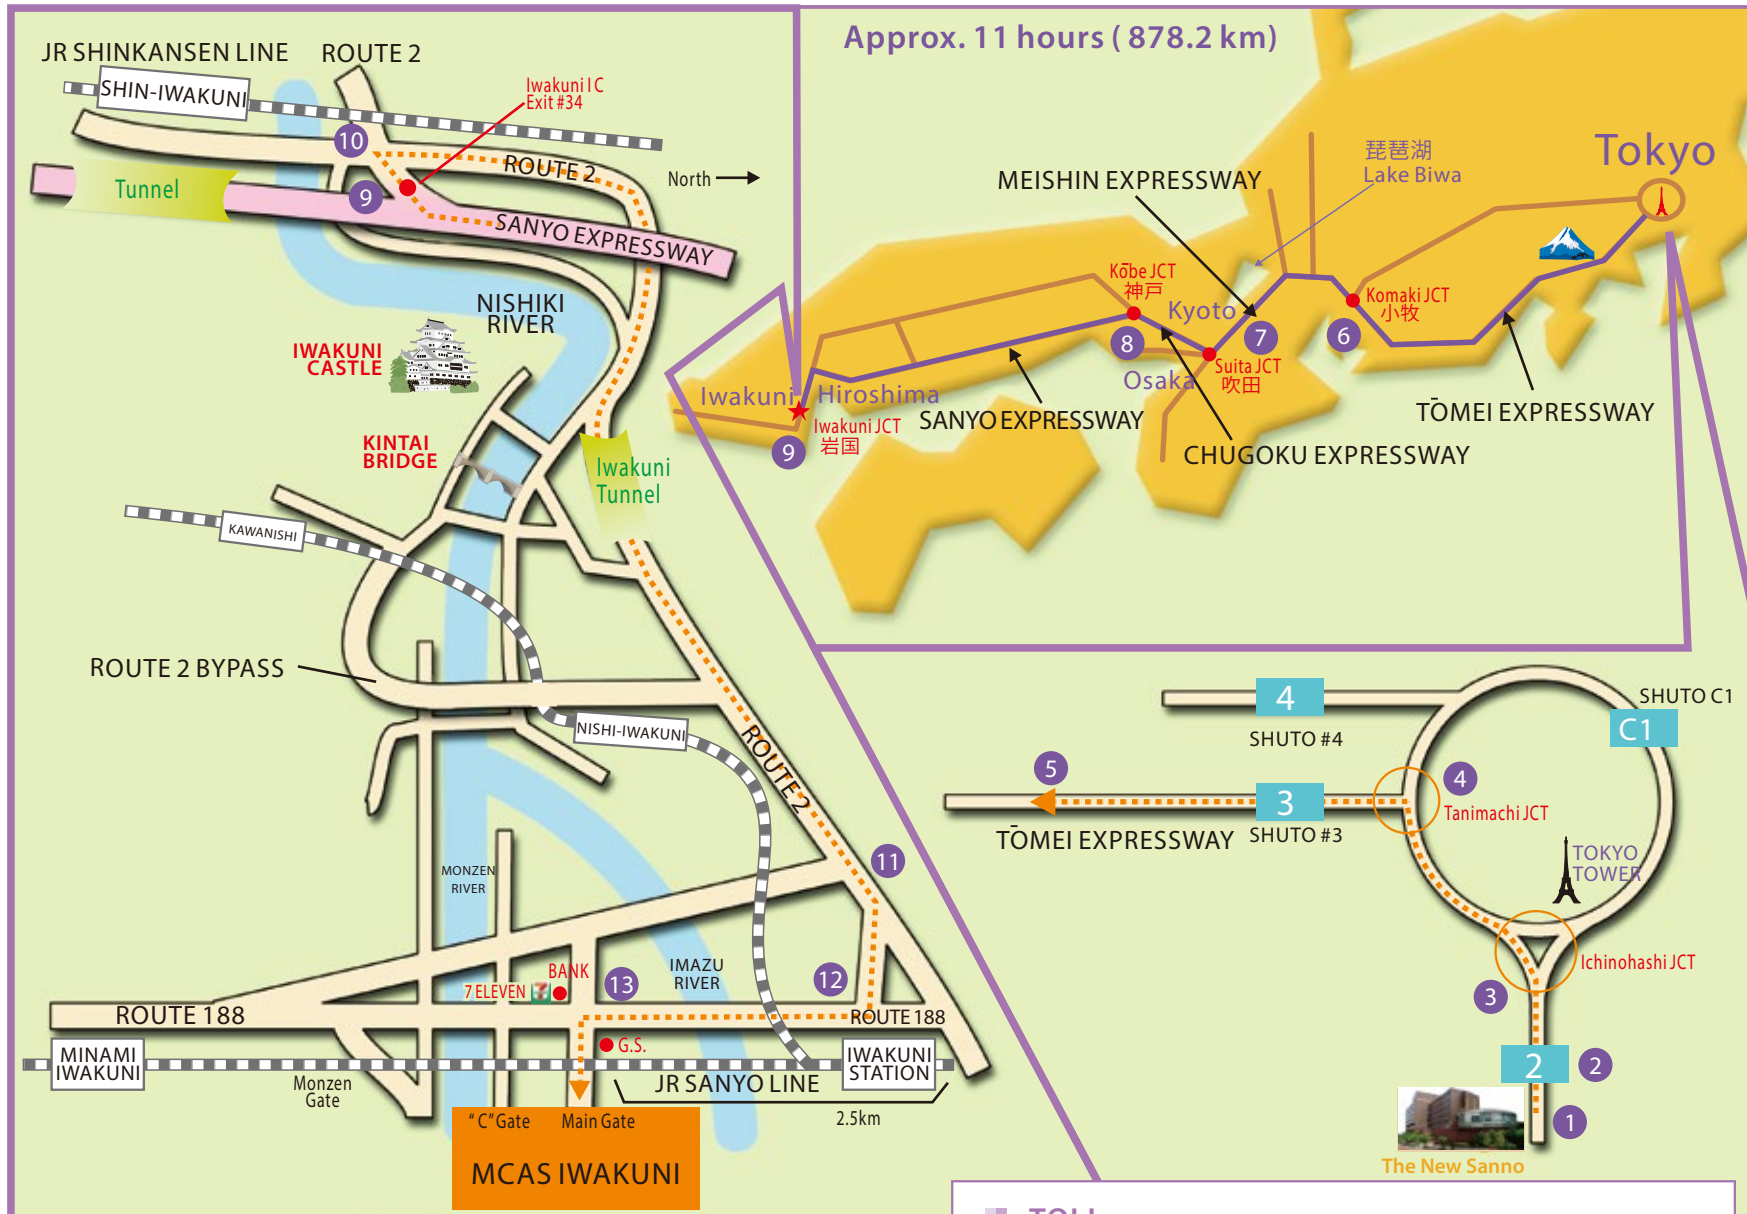 Approx. 11 hours ( 878.2 km)
JR SHINKANSEN LINE
ROUTE 2
SHIN-IWAKUNI
Iwakuni I C
Exit #34
10
ROUTE 2
North
Tunnel
9
SANYO EXPRESSWAY
NISHIKI
RIVER
IWAKUNI
CASTLE
KINTAI
BRIDGE
Iwakuni
Tunnel
KAWANISHI
ROUTE 2 BYPASS
NISHI-IWAKUNI
ROUTE 2
11
MONZEN
RIVER
BANK
7 ELEVEN
7
13
IMAZU
RIVER
12
ROUTE 188
ROUTE 188
G.S.
MINAMI
IWAKUNI
Monzen
Gate
JR SANYO LINE
IWAKUNI
STATION
2.5km
"C" Gate
Main Gate
MCAS IWAKUNI
Tokyo
琵琶湖
Lake Biwa
MEISHIN EXPRESSWAY
Kōbe JCT
神戸
Kyoto
Komaki JCT
小牧
8
7
6
Suita JCT
吹田
Osaka
Iwakuni
Hiroshima
Iwakuni JCT
岩国
9
SANYO EXPRESSWAY
CHUGOKU EXPRESSWAY
TŌMEI EXPRESSWAY
4
SHUTO #4
SHUTO C1
C1
5
4
3
Tanimachi JCT
TŌMEI EXPRESSWAY
SHUTO #3
TOKYO
TOWER
Ichinohashi JCT
3
2
2
1
The New Sanno